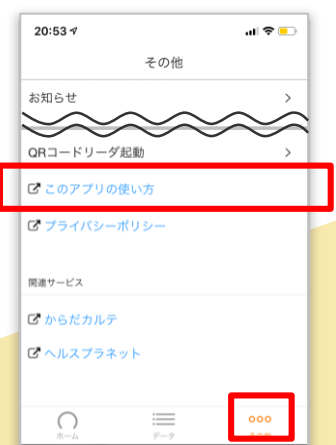 20:53
その他
お知らせ
QRコードリーダ起動
このアプリの使い方
プライバシーポリシー
関連サービス
からだカルテ
ヘルスプラネット
ホーム
データ